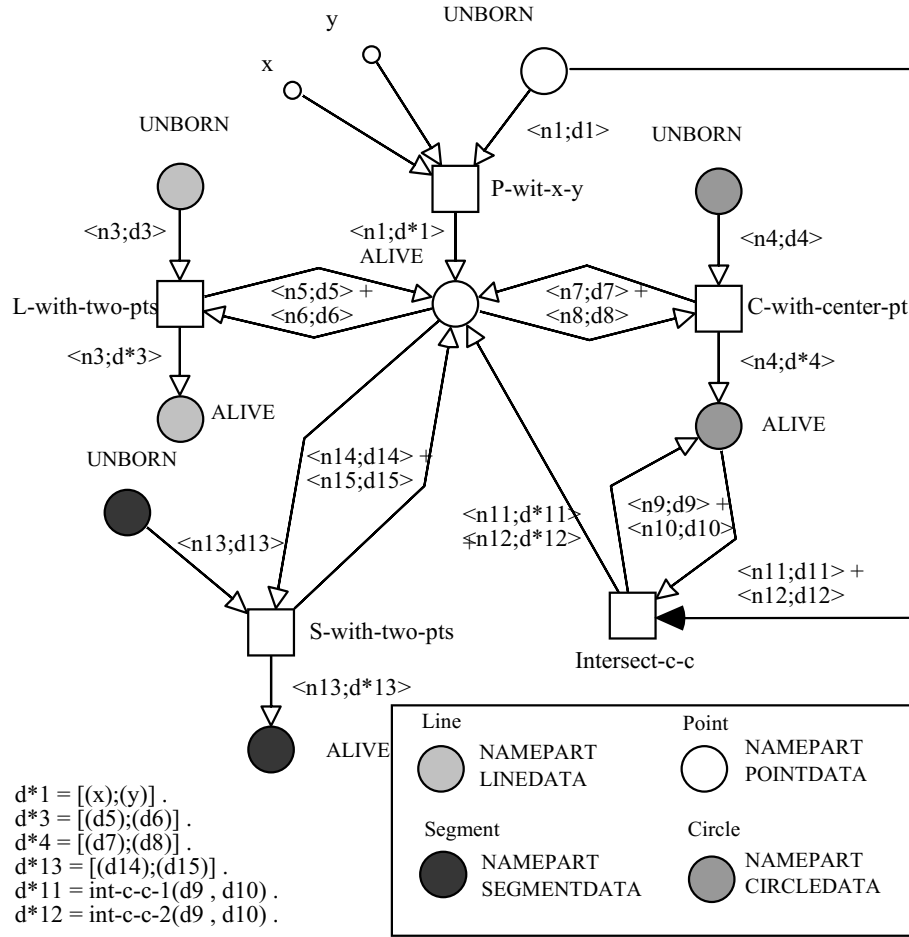 UNBORN
y
x
<n1;d1>
UNBORN
UNBORN
P-wit-x-y
<n3;d3>
<n1;d*1>
ALIVE
<n4;d4>
L-with-two-pts
<n5;d5> +
<n6;d6>
<n7;d7> +
<n8;d8>
C-with-center-pt
<n3;d*3>
<n4;d*4>
ALIVE
ALIVE
UNBORN
<n14;d14> +
<n15;d15>
<n9;d9> +
<n10;d10>
<n11;d*11>
+<n12;d*12>
<n13;d13>
<n11;d11> +
<n12;d12>
S-with-two-pts
Intersect-c-c
<n13;d*13>
ALIVE
Line
NAMEPART
LINEDATA
Point
NAMEPART
POINTDATA
Segment
NAMEPART
SEGMENTDATA
Circle
NAMEPART
CIRCLEDATA
d*1 = [(x);(y)] .
d*3 = [(d5);(d6)] .
d*4 = [(d7);(d8)] .
d*13 = [(d14);(d15)] .
d*11 = int-c-c-1(d9 , d10) .
d*12 = int-c-c-2(d9 , d10) .